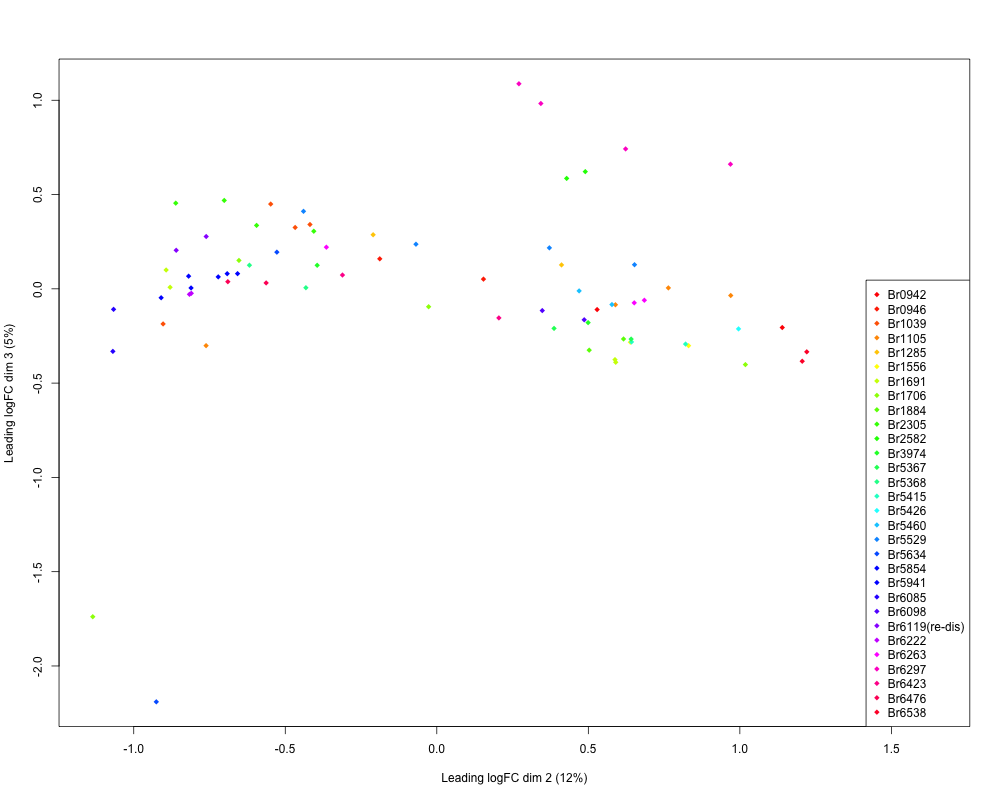 Leading logFC dim 3 (5%)
1.0
0.5
0.0
-0.5
-1.0
-1.5
-2.0
-1.0
-0.5
0.0
0.5
1.0
1.5
Leading logFC dim 2 (12%)
Br0942
Br0946
Br1039
Br1105
Br1285
Br1556
Br1691
Br1706
Br1884
Br2305
Br2582
Br3974
Br5367
Br5368
Br5415
Br5426
Br5460
Br5529
Br5634
Br5854
Br5941
Br6085
Br6098
Br6119(re-dis)
Br6222
Br6263
Br6297
Br6423
Br6476
Br6538